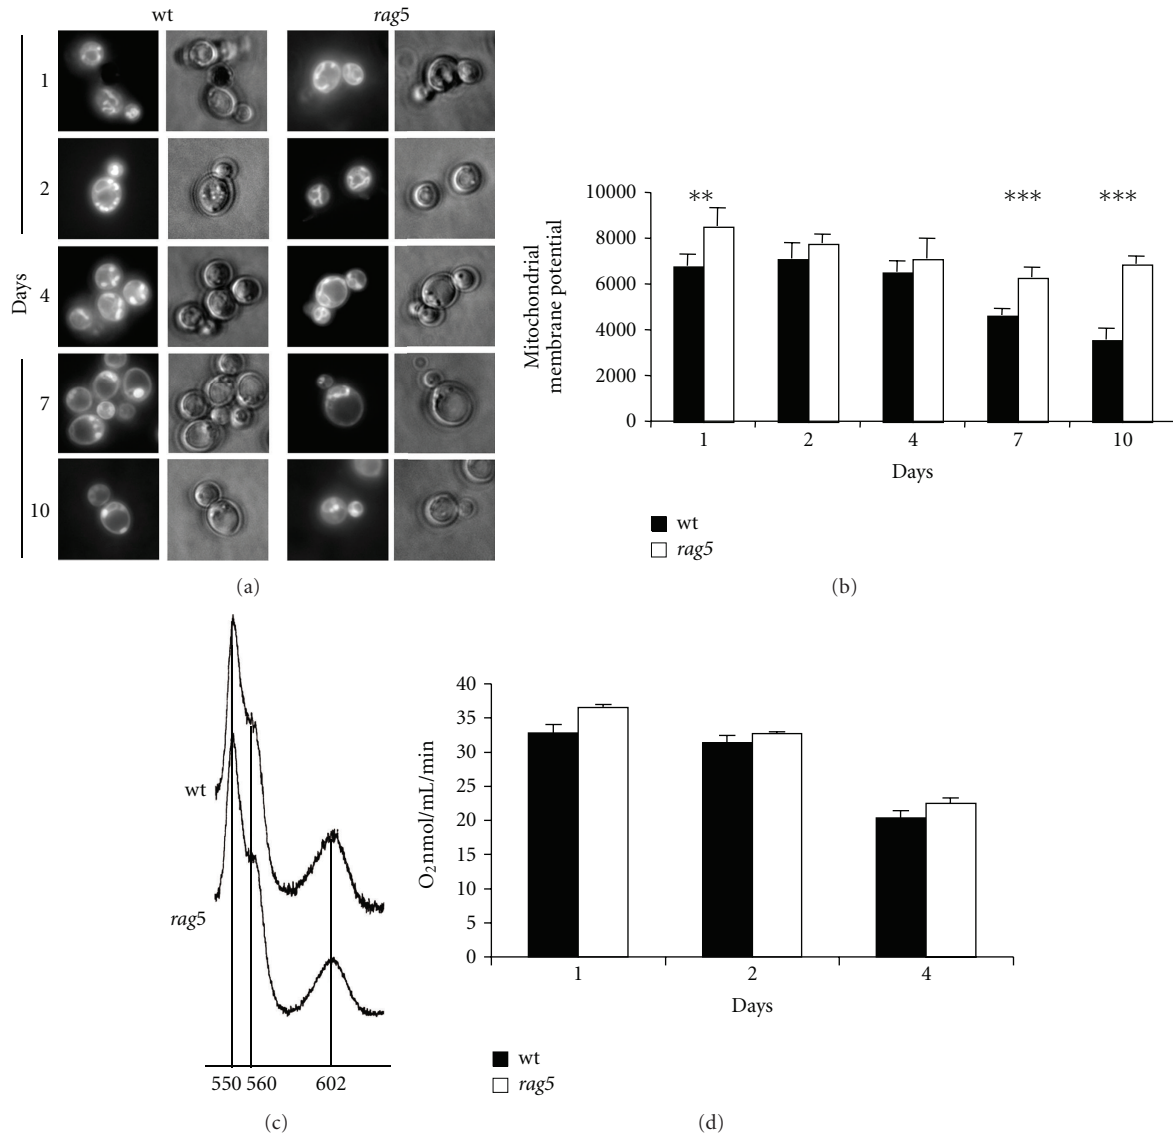 wt rag5
1
2
4
7
10
Days
(a)
Mitochondrial
membrane potential
10000
8000
6000
4000
2000
0
** *** ***
1 2 4 7 10
Days
wt
rag5
(b)
wt
rag5
550 560 602
(c)
O2nmol/mL/min
40
35
30
25
20
15
10
5
0
1 2 4
Days
wt
rag5
(d)